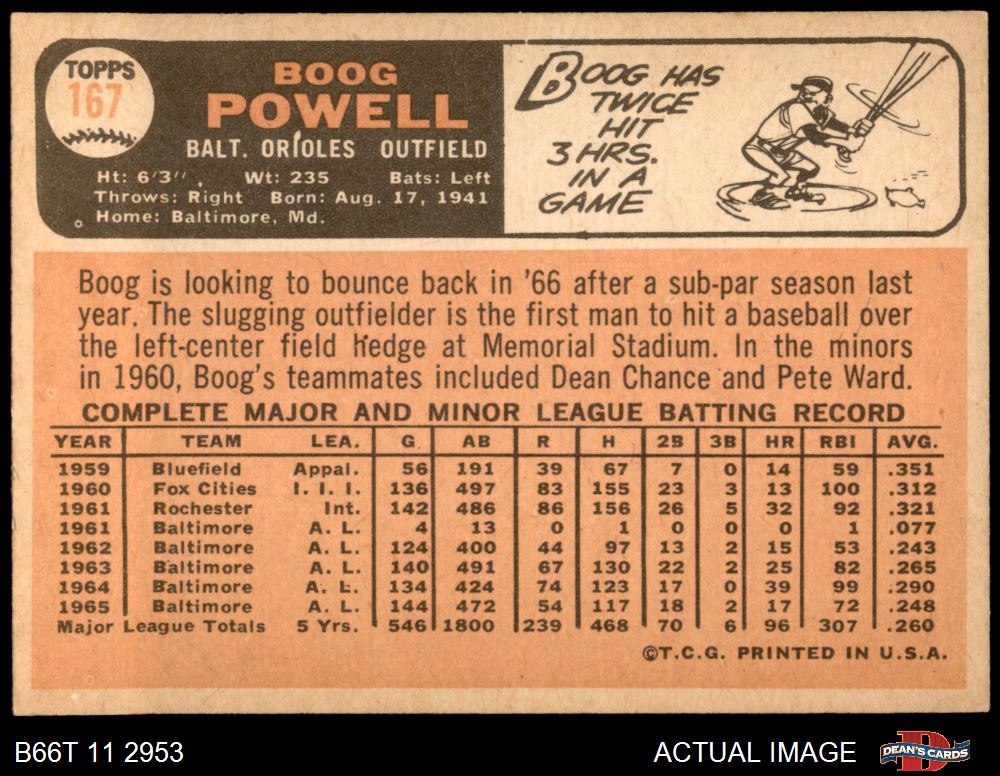 TOPPS
167
BOOG
POWELL
BALT. ORIOLES OUTFIELD
Ht: 6'3" Wt: 235 Bats: Left
Throws: Right Born: Aug. 17, 1941
Home: Baltimore, Md.
BOOG HAS
TWICE
HIT
3 HRS.
IN A
GAME
Boog is looking to bounce back in '66 after a sub-par season last
year. The slugging outfielder is the first man to hit a baseball over
the left-center field hedge at Memorial Stadium. In the minors
in 1960, Boog's teammates included Dean Chance and Pete Ward.
COMPLETE MAJOR AND MINOR LEAGUE BATTING RECORD
YEAR TEAM LEA. G. AB R H 2B 3B HR RBI AVG.
1959 Bluefield Appal. 56 191 39 67 7 0 14 59 .351
1960 Fox Cities I. I. I. 136 497 83 155 23 3 13 100 .312
1961 Rochester Int. 142 486 86 156 26 5 32 92 .321
1961 Baltimore A. L. 4 13 0 1 0 0 0 1 .077
1962 Baltimore A. L. 124 400 44 97 13 2 15 53 .243
1963 Baltimore A. L. 140 491 67 130 22 2 25 82 .265
1964 Baltimore A. L. 134 424 74 123 17 0 39 99 .290
1965 Baltimore A. L. 144 472 54 117 18 2 17 72 .248
Major League Totals 5 Yrs. 546 1800 239 468 70 6 96 307 .260
©T.C.G. PRINTED IN U.S.A.
B66T 11 2953
ACTUAL IMAGE
D
DEAN'S CARDS